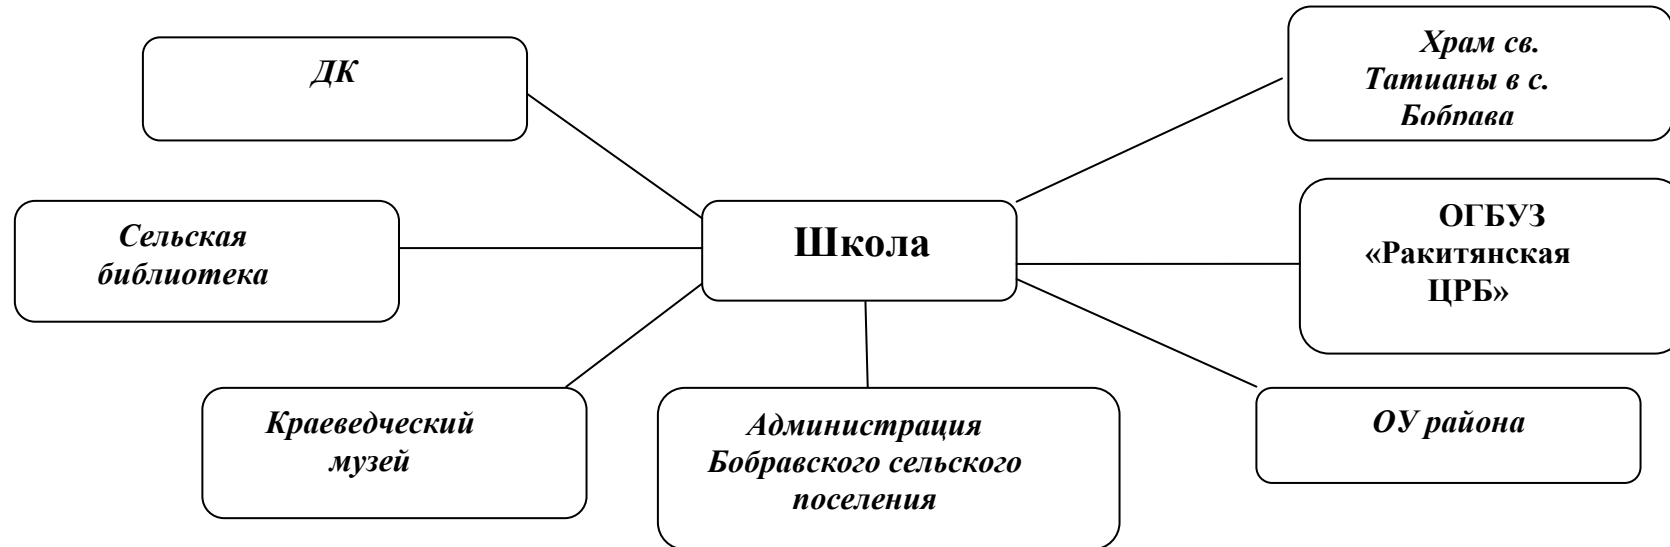 ДК
Храм св.
Татианы в с.
Бобрава
Сельская
библиотека
Школа
ОГБУЗ
«Ракитянская
ЦРБ»
Краеведческий
музей
Администрация
Бобравского сельского
поселения
ОУ района